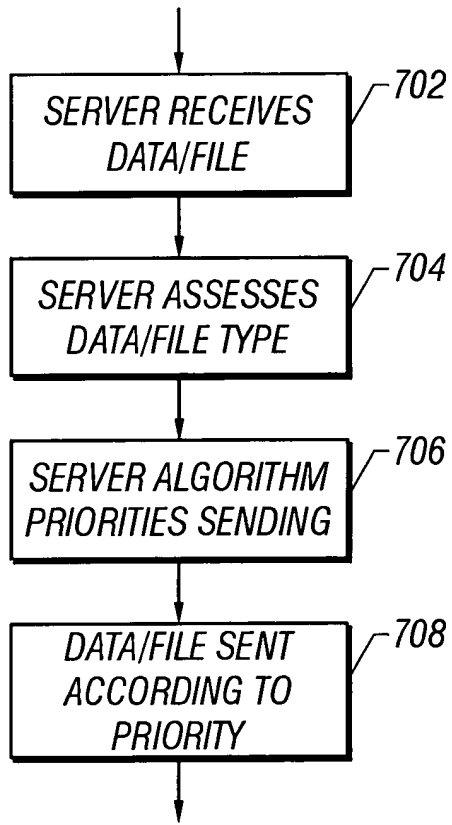 702
SERVER RECEIVES
DATA/FILE
704
SERVER ASSESSES
DATA/FILE TYPE
706
SERVER ALGORITHM
PRIORITIES SENDING
708
DATA/FILE SENT
ACCORDING TO
PRIORITY